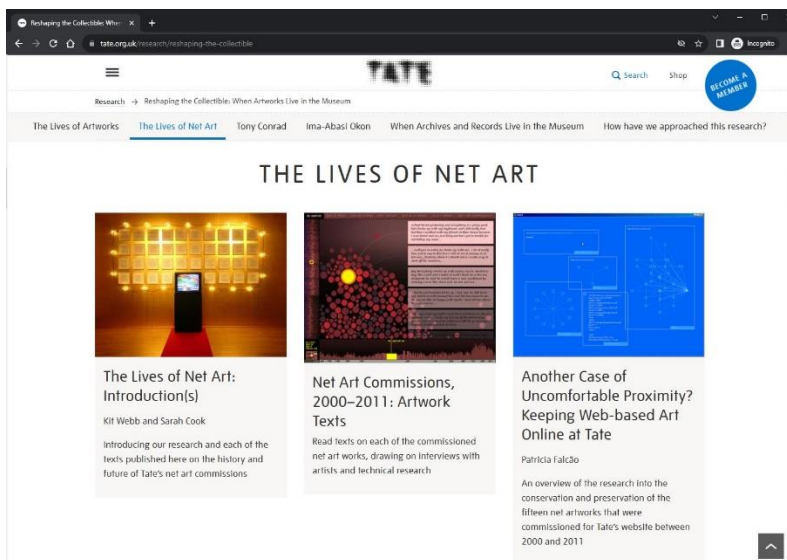 Reshaping the Collectible: When
tate.org.uk/research/reshaping-the-collectible
Incognito
TATE
Search
Shop
BECOME A
MEMBER
Research → Reshaping the Collectible: When Artworks Live in the Museum
The Lives of Artworks
The Lives of Net Art
Tony Conrad
Ima-Abasi Okon
When Archives and Records Live in the Museum
How have we approached this research?
THE LIVES OF NET ART
The Lives of Net Art:
Introduction(s)
Kit Webb and Sarah Cook
Introducing our research and each of the
texts published here on the history and
future of Tate's net art commissions
Net Art Commissions,
2000–2011: Artwork
Texts
Read texts on each of the commissioned
net art works, drawing on interviews with
artists and technical research
Another Case of
Uncomfortable Proximity?
Keeping Web-based Art
Online at Tate
Patricia Falcão
An overview of the research into the
conservation and preservation of the
fifteen net artworks that were
commissioned for Tate's website between
2000 and 2011